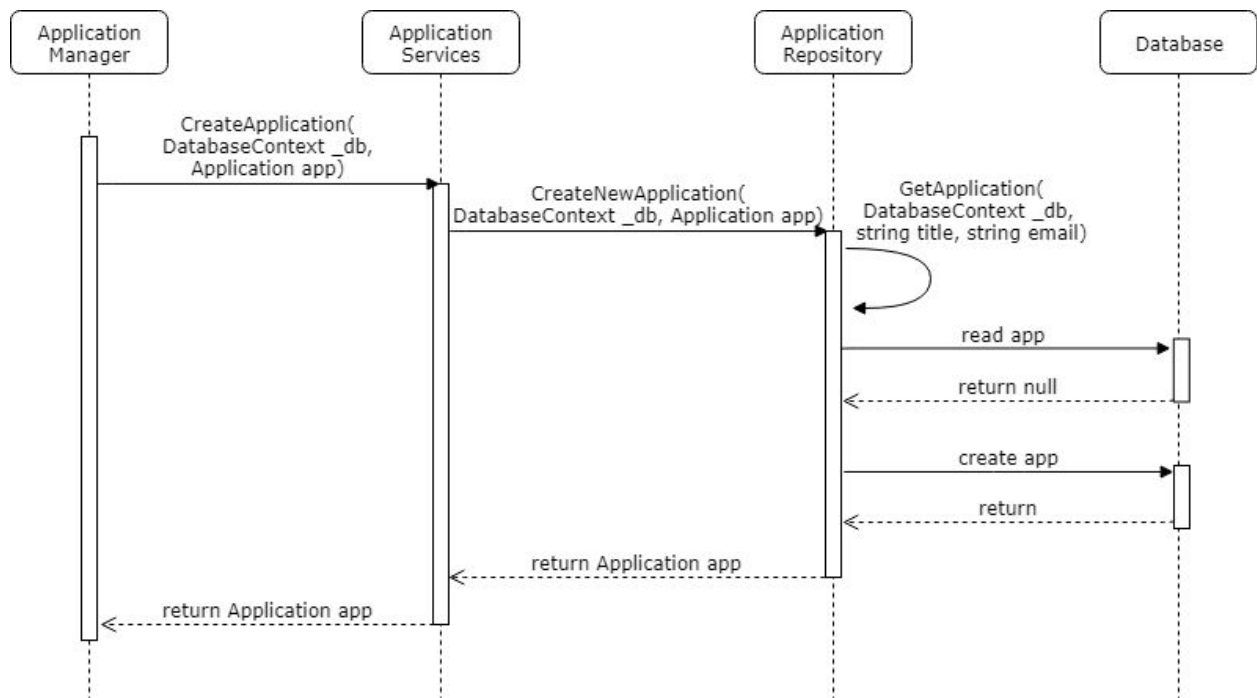 Application
Manager
Application
Services
Application
Repository
Database
CreateApplication(
DatabaseContext _db,
Application app)
CreateNewApplication(
DatabaseContext _db, Application app)
GetApplication(
DatabaseContext _db,
string title, string email)
read app
return null
create app
return
return Application app
return Application app